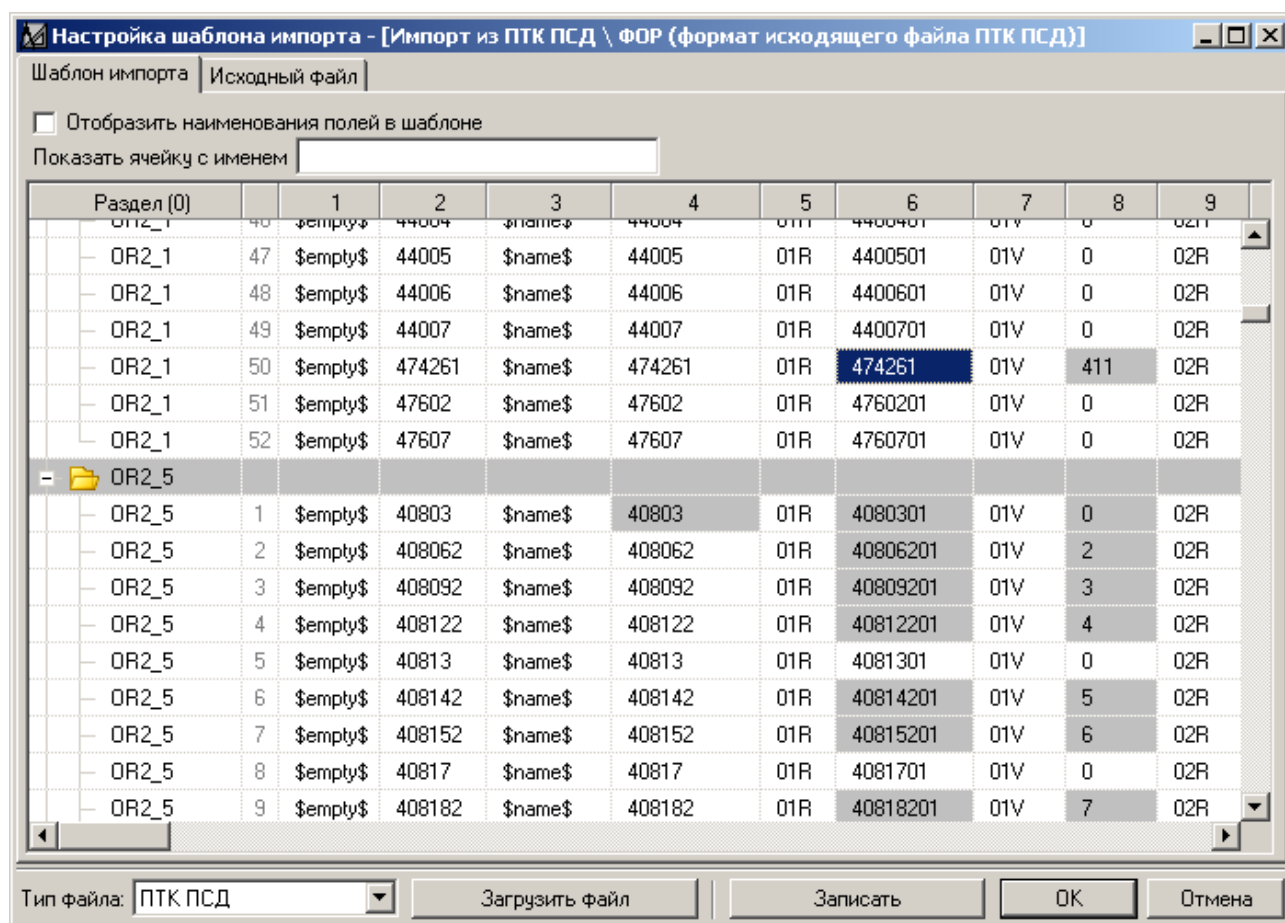 Настройка шаблона импорта - [Импорт из ПТК ПСД \ ФОР (формат исходящего файла ПТК ПСД)]
Шаблон импорта Исходный файл
Отобразить наименования полей в шаблоне
Показать ячейку с именем
Раздел (0) 1 2 3 4 5 6 7 8 9
OR2_1 46 $empty$ 44004 $name$ 44004 01R 4400401 01V 0 02R
OR2_1 47 $empty$ 44005 $name$ 44005 01R 4400501 01V 0 02R
OR2_1 48 $empty$ 44006 $name$ 44006 01R 4400601 01V 0 02R
OR2_1 49 $empty$ 44007 $name$ 44007 01R 4400701 01V 0 02R
OR2_1 50 $empty$ 474261 $name$ 474261 01R 474261 01V 411 02R
OR2_1 51 $empty$ 47602 $name$ 47602 01R 4760201 01V 0 02R
OR2_1 52 $empty$ 47607 $name$ 47607 01R 4760701 01V 0 02R
OR2_5
OR2_5 1 $empty$ 40803 $name$ 40803 01R 4080301 01V 0 02R
OR2_5 2 $empty$ 408062 $name$ 408062 01R 40806201 01V 2 02R
OR2_5 3 $empty$ 408092 $name$ 408092 01R 40809201 01V 3 02R
OR2_5 4 $empty$ 408122 $name$ 408122 01R 40812201 01V 4 02R
OR2_5 5 $empty$ 40813 $name$ 40813 01R 4081301 01V 0 02R
OR2_5 6 $empty$ 408142 $name$ 408142 01R 40814201 01V 5 02R
OR2_5 7 $empty$ 408152 $name$ 408152 01R 40815201 01V 6 02R
OR2_5 8 $empty$ 40817 $name$ 40817 01R 4081701 01V 0 02R
OR2_5 9 $empty$ 408182 $name$ 408182 01R 40818201 01V 7 02R
Тип файла: ПТК ПСД Загрузить файл Записать OK Отмена